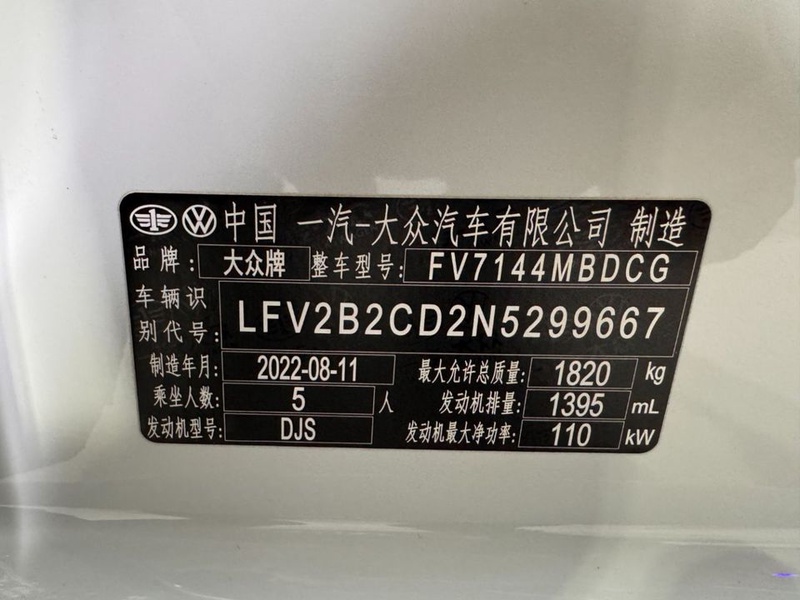 中国 一汽-大众汽车有限公司 制造
品牌: 大众牌 整车型号: FV7144MBDCG
车辆识别代号: LFV2B2CD2N5299667
制造年月: 2022-08-11 最大允许总质量: 1820 kg
乘坐人数: 5 人 发动机排量: 1395 mL
发动机型号: DJS 发动机最大净功率: 110 kW